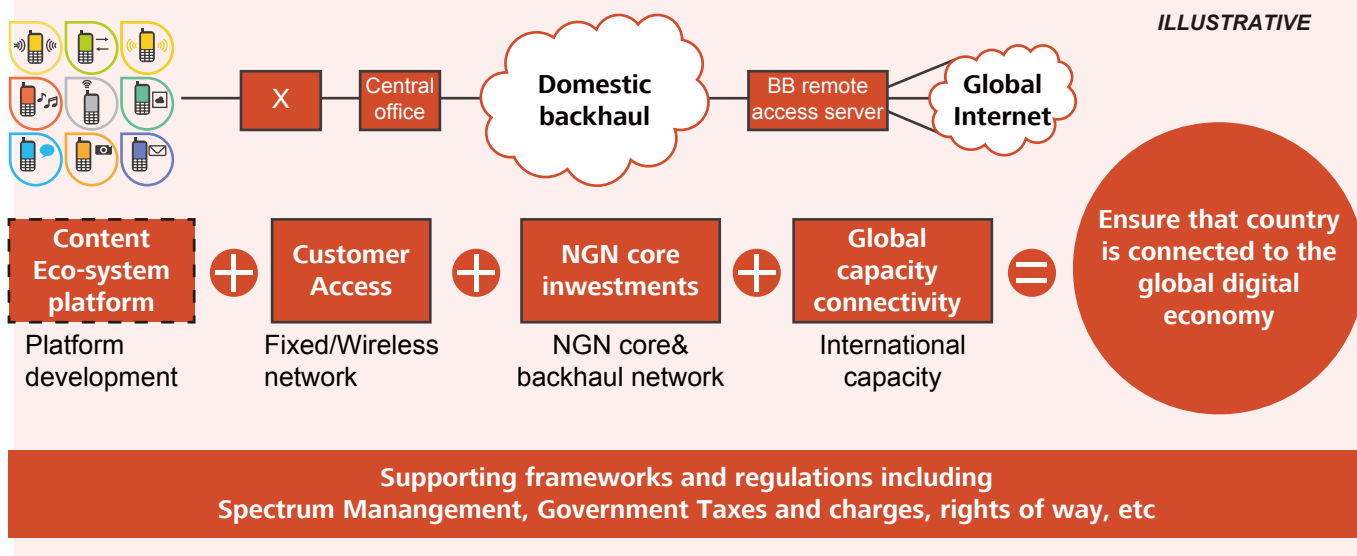 ILLUSTRATIVE
X
Central
office
Domestic
backhaul
BB remote
access server
Global
Internet
Content
Eco-system
platform
Customer
Access
NGN core
inwestments
Global
capacity
connectivity
Ensure that country
is connected to the
global digital
economy
Platform
development
Fixed/Wireless
network
NGN core&
backhaul network
International
capacity
Supporting frameworks and regulations including
Spectrum Manangement, Government Taxes and charges, rights of way, etc